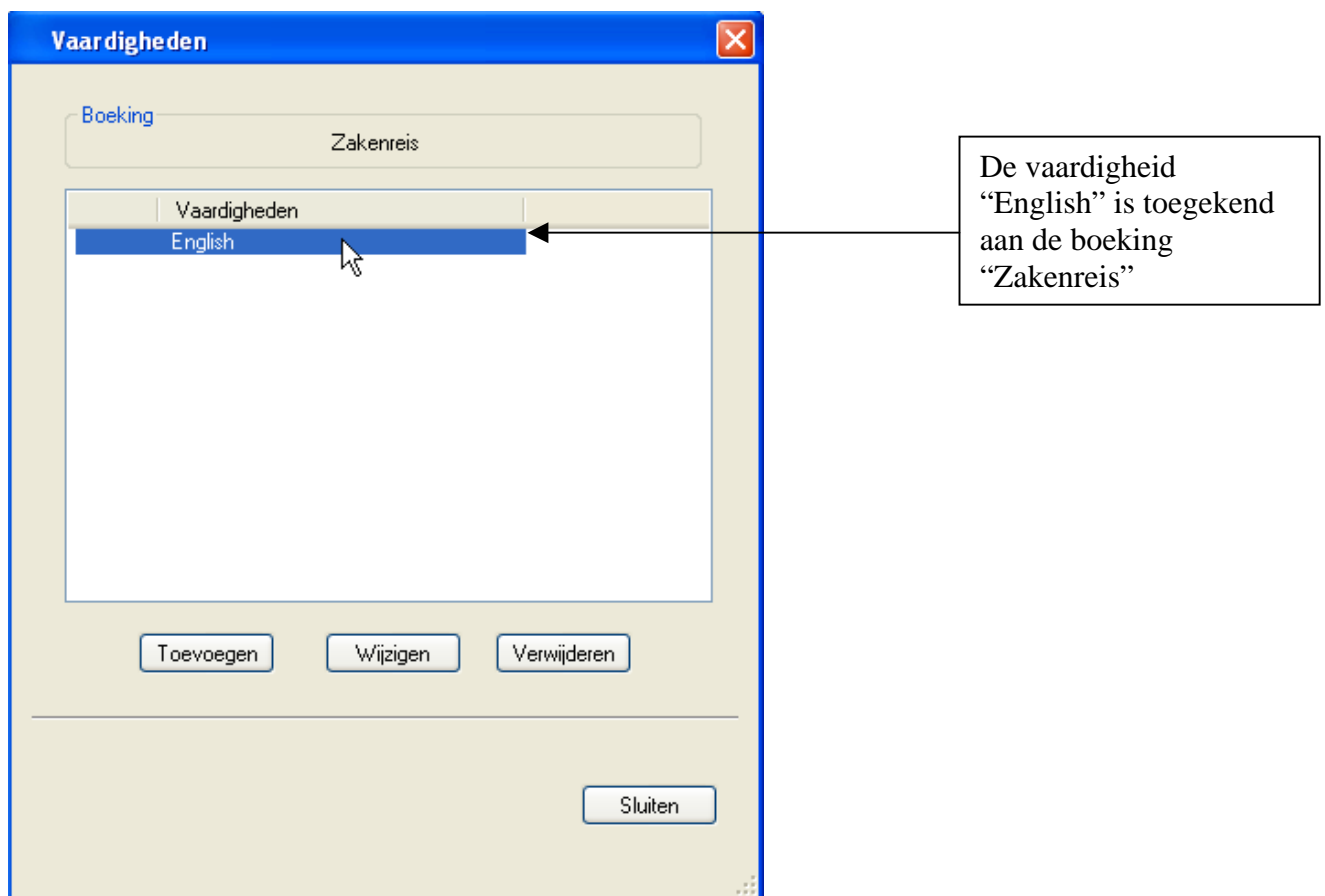 Vaardigheden
Boeking
Zakenreis
Vaardigheden
English
Toevoegen
Wijzigen
Verwijderen
Sluiten
De vaardigheid
“English” is toegekend
aan de boeking
“Zakenreis”